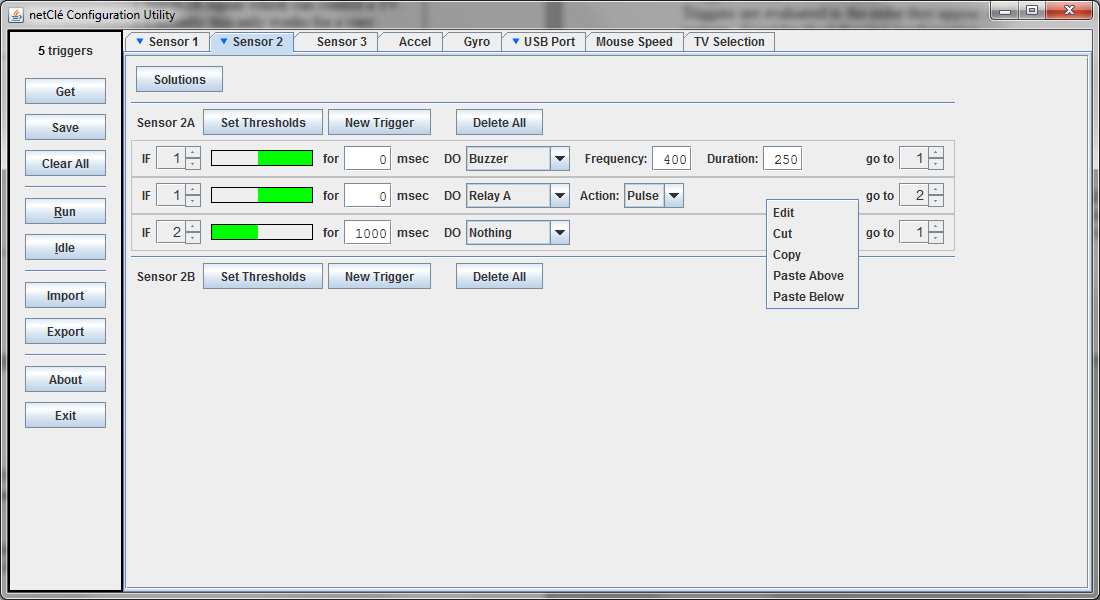 netClé Configuration Utility
5 triggers
Get
Save
Clear All
Run
Idle
Import
Export
About
Exit
Sensor 1 Sensor 2 Sensor 3 Accel Gyro USB Port Mouse Speed TV Selection
Solutions
Sensor 2A Set Thresholds New Trigger Delete All
IF 1 for 0 msec DO Buzzer Frequency: 400 Duration: 250 go to 1
IF 1 for 0 msec DO Relay A Action: Pulse go to 2
IF 2 for 1000 msec DO Nothing go to 1
Edit
Cut
Copy
Paste Above
Paste Below
Sensor 2B Set Thresholds New Trigger Delete All